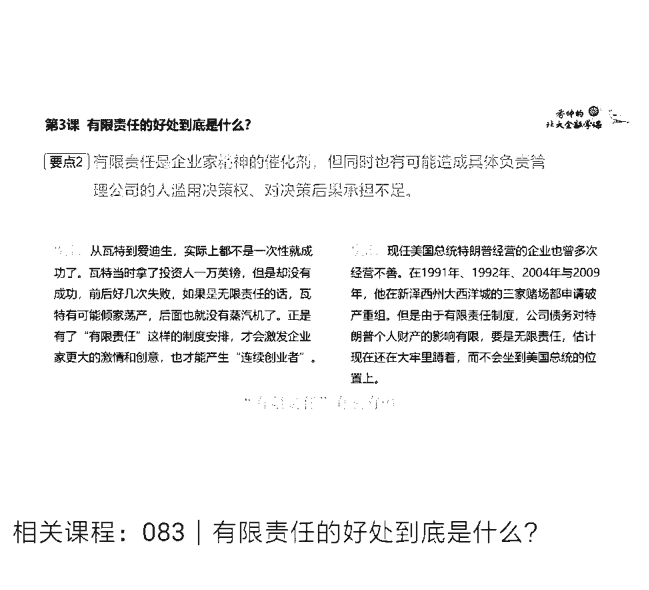 第3课 有限责任的好处到底是什么？
香帅的
北大金融学课
要点2 有限责任是企业家精神的催化剂，但同时也有可能造成具体负责管
理公司的人滥用决策权、对决策后果承担不足。
从瓦特到爱迪生，实际上都不是一次性就成
功了。瓦特当时拿了投资人一万英镑，但是却没有
成功，前后好几次失败，如果是无限责任的话，瓦
特有可能倾家荡产，后面也就没有蒸汽机了。正是
有了“有限责任”这样的制度安排，才会激发企业
家更大的激情和创意，也才能产生“连续创业者”。
现任美国总统特朗普经营的企业也曾多次
经营不善。在1991年、1992年、2004年与2009
年，他在新泽西州大西洋城的三家赌场都申请破
产重组。但是由于有限责任制度，公司债务对特
朗普个人财产的影响有限，要是无限责任，估计
现在还在大牢里蹲着，而不会坐到美国总统的位
置上。
相关课程：083｜有限责任的好处到底是什么？